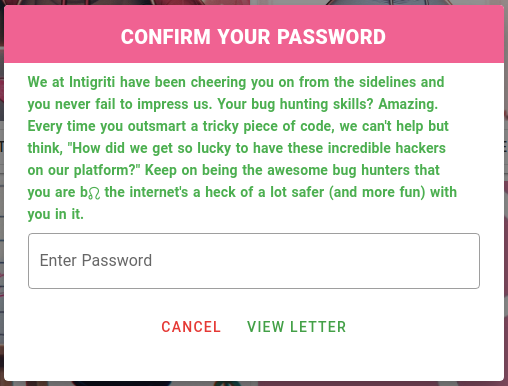 CONFIRM YOUR PASSWORD
We at Intigriti have been cheering you on from the sidelines and
you never fail to impress us. Your bug hunting skills? Amazing.
Every time you outsmart a tricky piece of code, we can't help but
think, "How did we get so lucky to have these incredible hackers
on our platform?" Keep on being the awesome bug hunters that
you are b☊ the internet's a heck of a lot safer (and more fun) with
you in it.
Enter Password
CANCEL VIEW LETTER